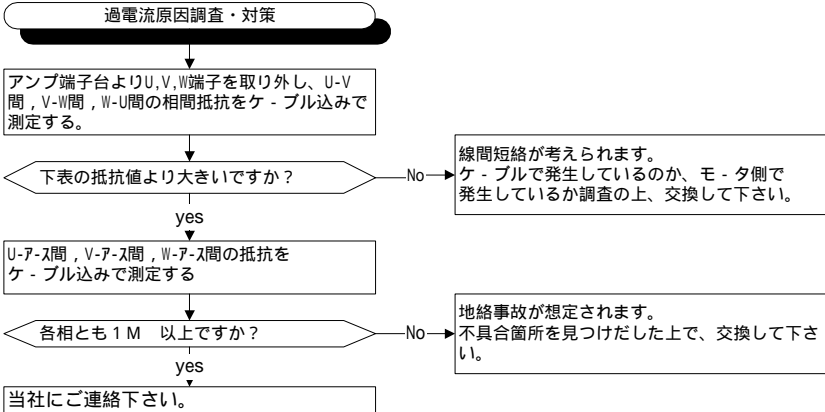 過電流原因調査・対策
アンプ端子台よりU,V,W端子を取り外し、U-V
間，V-W間，W-U間の相間抵抗をケ‐ブル込みで
測定する。
下表の抵抗値より大きいですか？
No
線間短絡が考えられます。
ケ‐ブルで発生しているのか、モ‐タ側で
発生しているか調査の上、交換して下さい。
yes
U-ｱ-ｽ間，V-ｱ-ｽ間，W-ｱ-ｽ間の抵抗を
ケ‐ブル込みで測定する
各相とも１Ｍ　以上ですか？
No
地絡事故が想定されます。
不具合箇所を見つけだした上で、交換して下さ
い。
yes
当社にご連絡下さい。